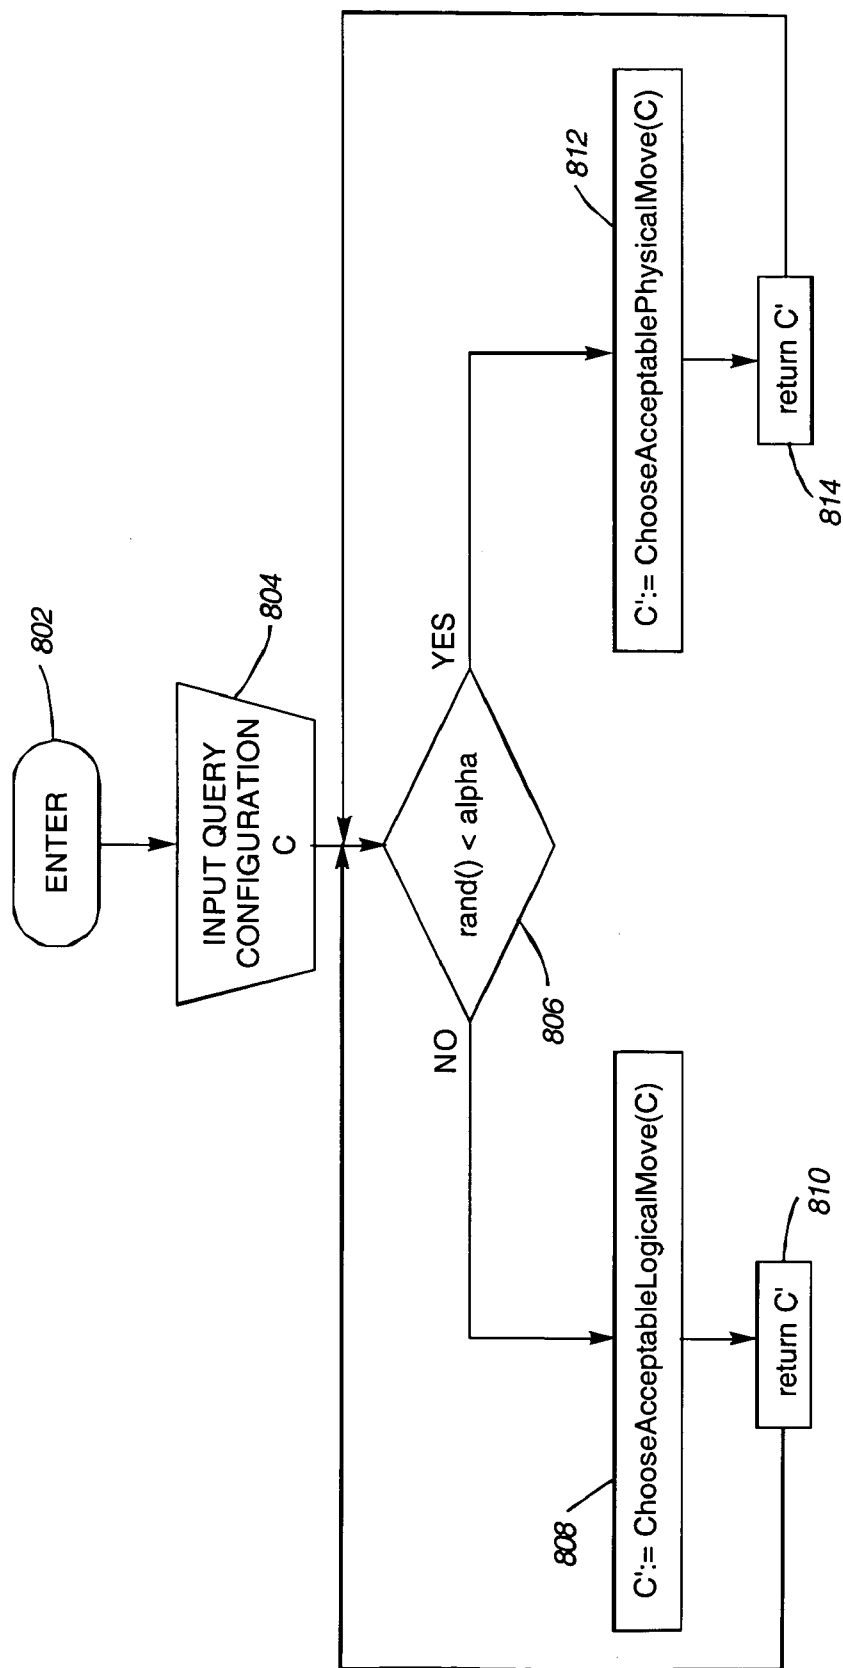 802
ENTER
804
INPUT QUERY
CONFIGURATION
C
rand() < alpha
806
NO
YES
808
C':= ChooseAcceptableLogicalMove(C)
return C'
810
812
C':= ChooseAcceptablePhysicalMove(C)
return C'
814